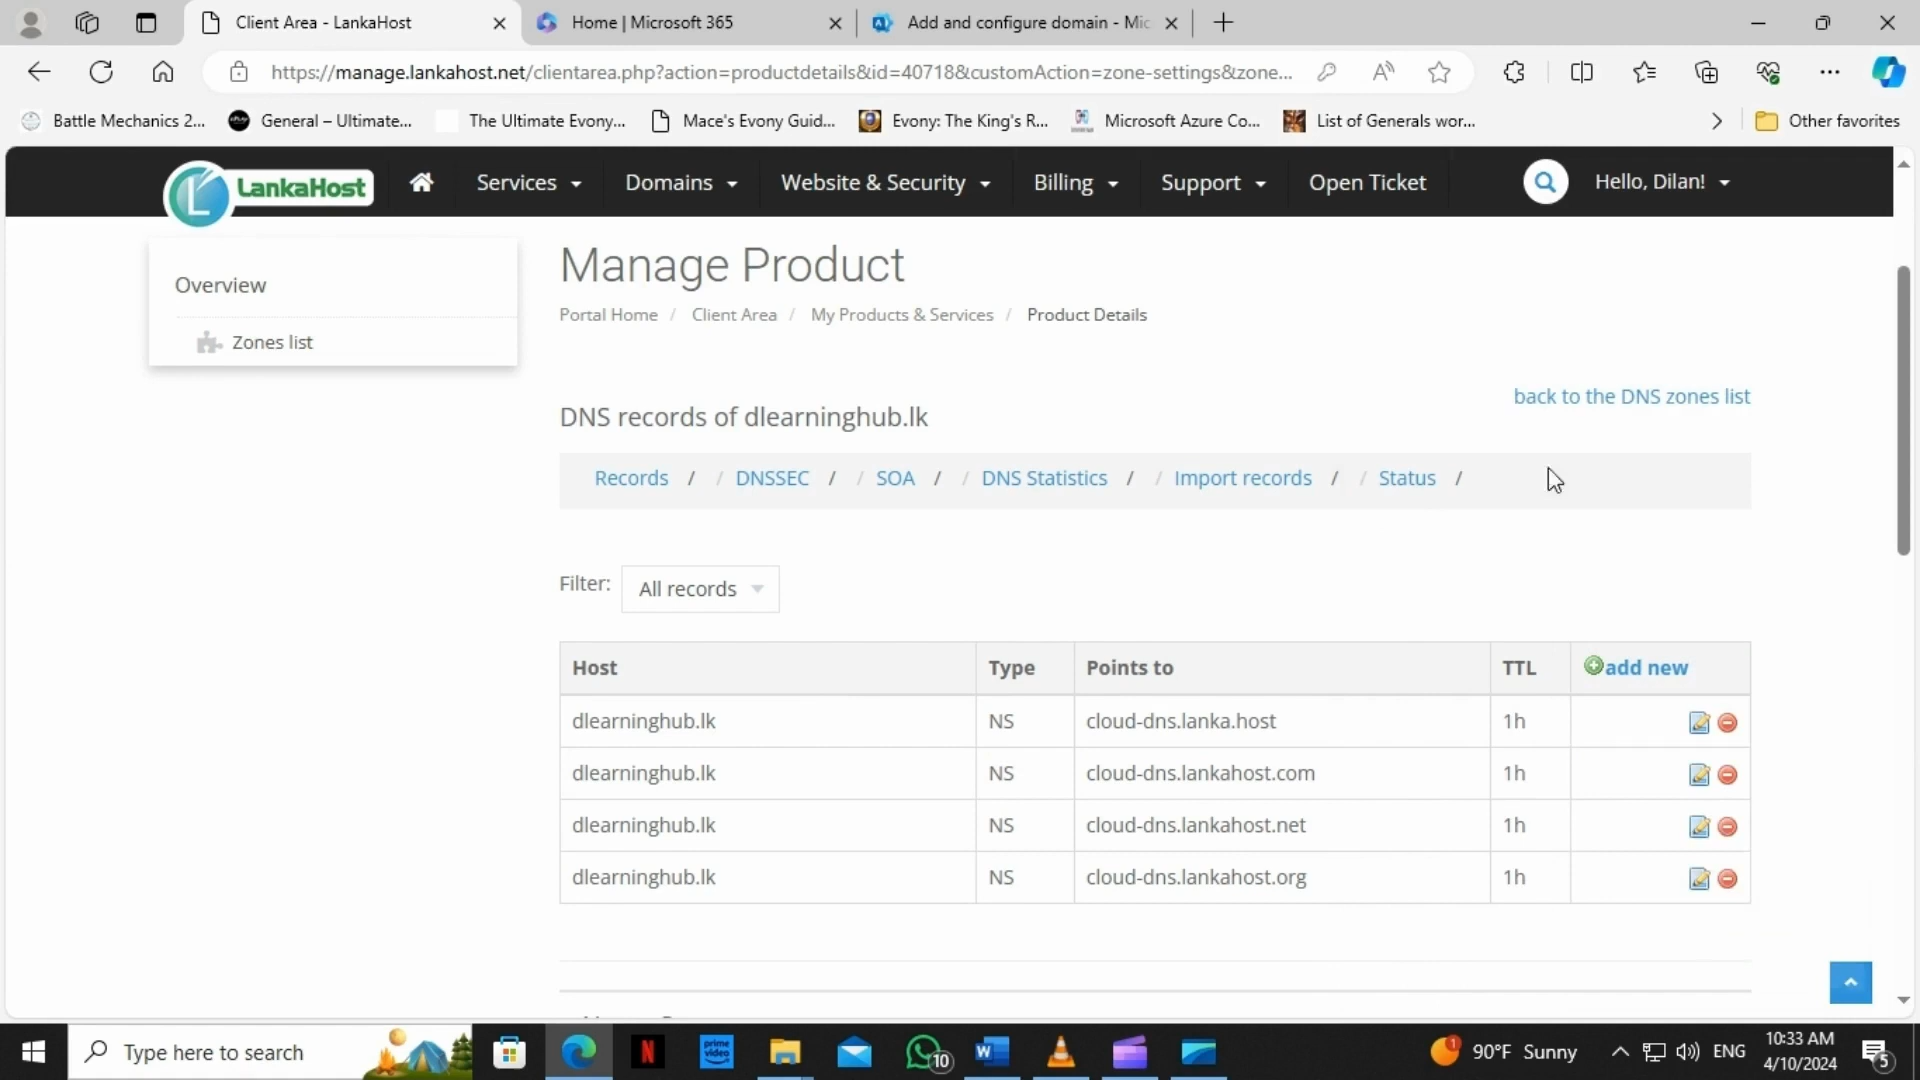 Client Area - LankaHost
Home | Microsoft 365
Add and configure domain - Mic
https://manage.lankahost.net/clientarea.php?action=productdetails&id=40718&customAction=zone-settings&zone...
Battle Mechanics 2...
General – Ultimate...
The Ultimate Evony...
Mace's Evony Guid...
Evony: The King's R...
Microsoft Azure Co...
List of Generals wor...
Other favorites
LankaHost
Services
Domains
Website & Security
Billing
Support
Open Ticket
Hello, Dilan!
Overview
Zones list
Manage Product
Portal Home / Client Area / My Products & Services / Product Details
back to the DNS zones list
DNS records of dlearninghub.lk
Records / / DNSSEC / / SOA / / DNS Statistics / / Import records / / Status /
Filter: All records
Host Type Points to TTL add new
dlearninghub.lk NS cloud-dns.lanka.host 1h
dlearninghub.lk NS cloud-dns.lankahost.com 1h
dlearninghub.lk NS cloud-dns.lankahost.net 1h
dlearninghub.lk NS cloud-dns.lankahost.org 1h
Type here to search
prime video
10
1
90°F Sunny
ENG
10:33 AM
4/10/2024
5